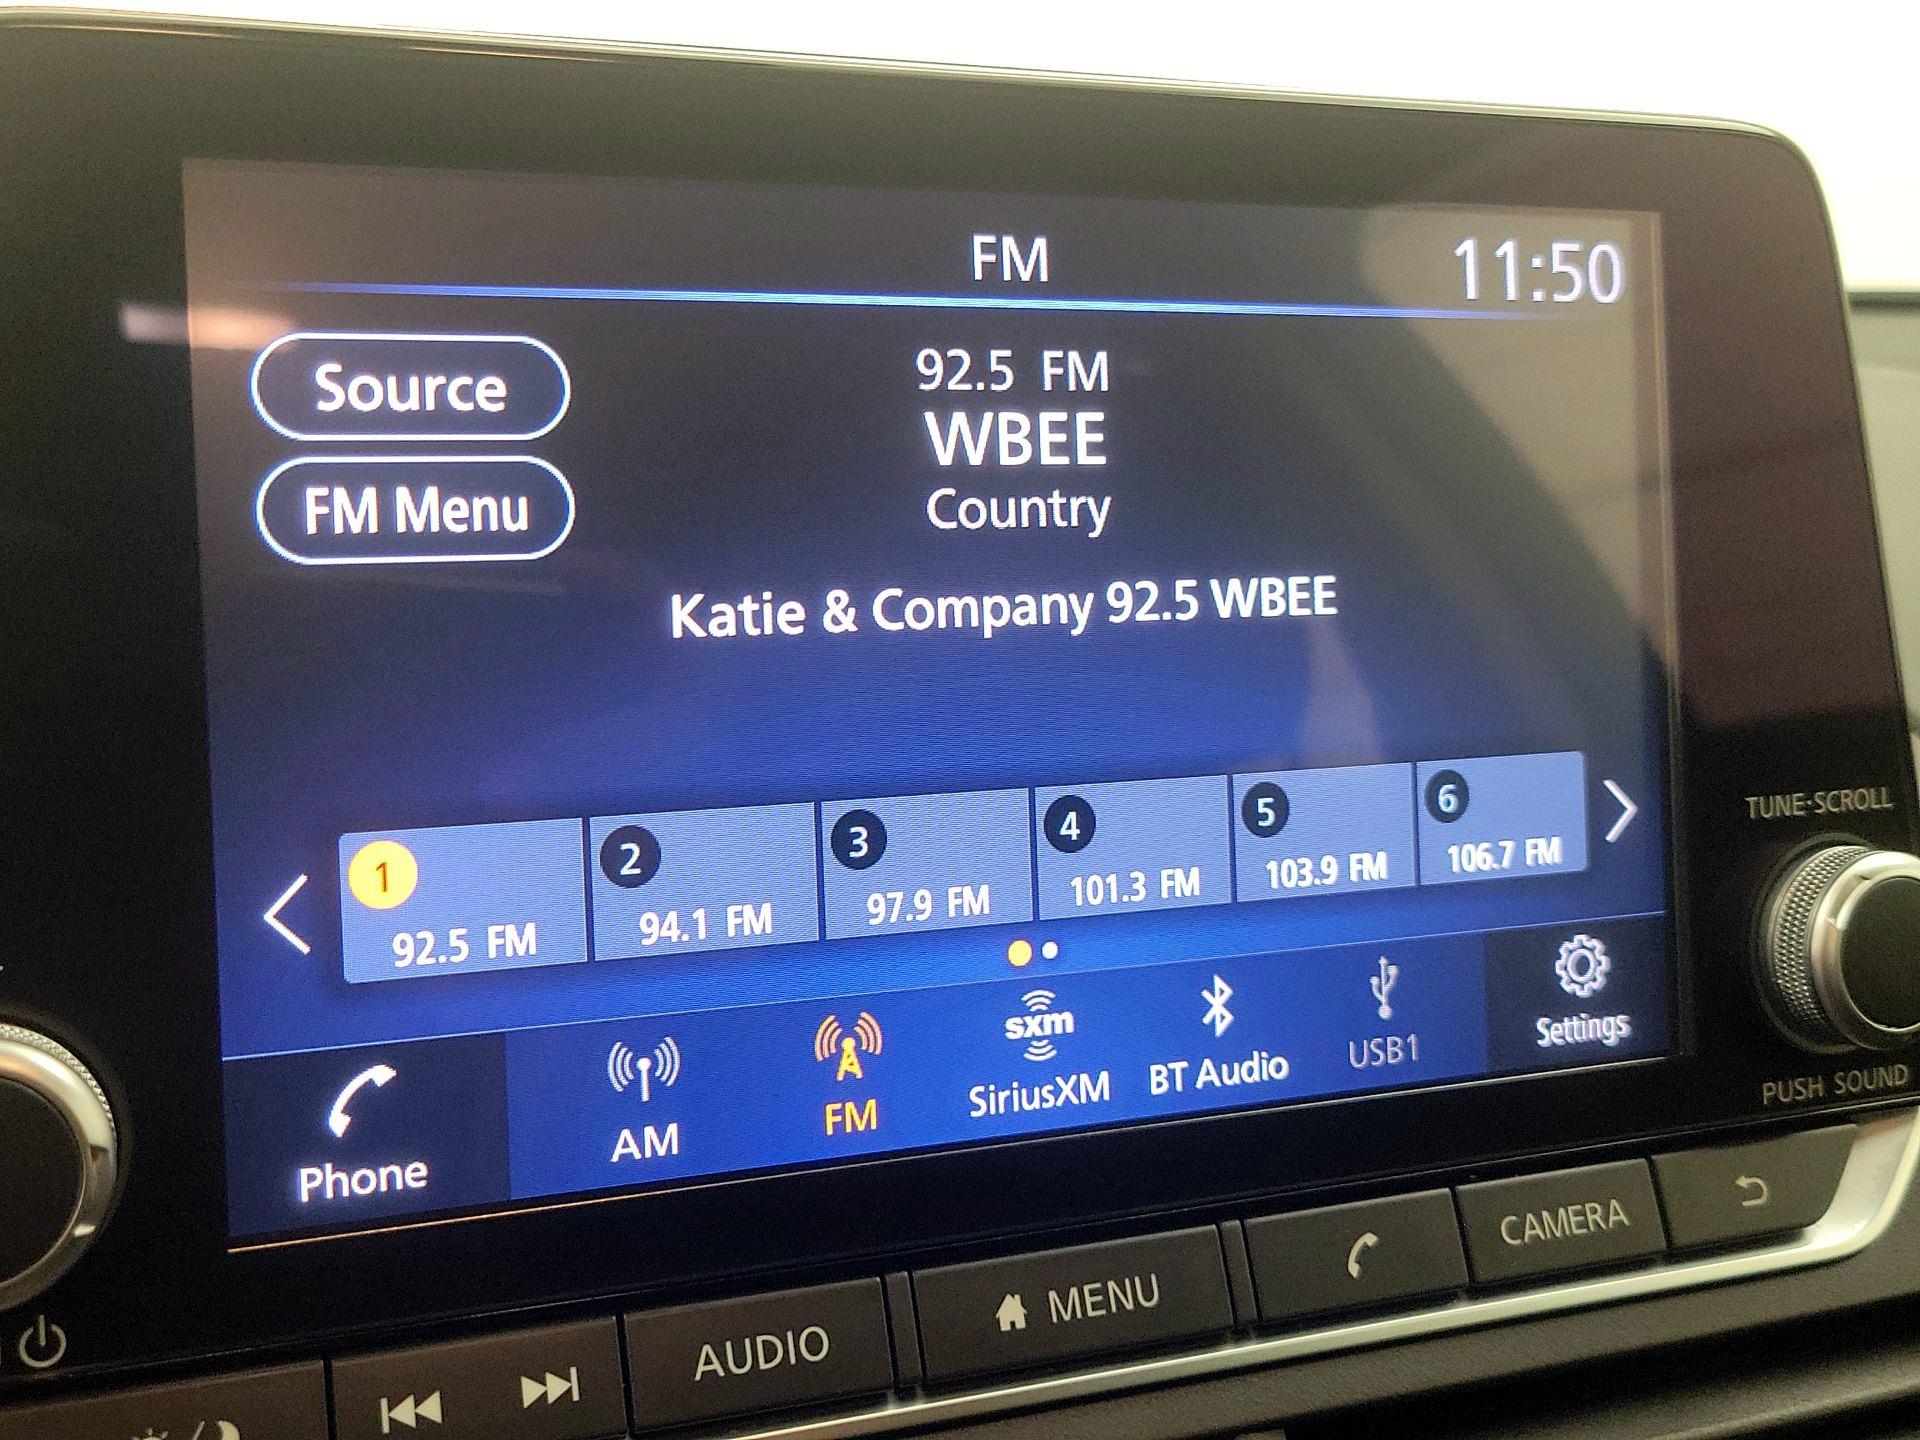 FM
11:50
Source
92.5 FM
WBEE
FM Menu
Country
Katie & Company 92.5 WBEE
1
92.5 FM
2
94.1 FM
3
97.9 FM
4
101.3 FM
5
103.9 FM
6
106.7 FM
TUNE·SCROLL
Phone
AM
FM
sxm
SiriusXM
BT Audio
USB1
Settings
PUSH SOUND
AUDIO
MENU
CAMERA